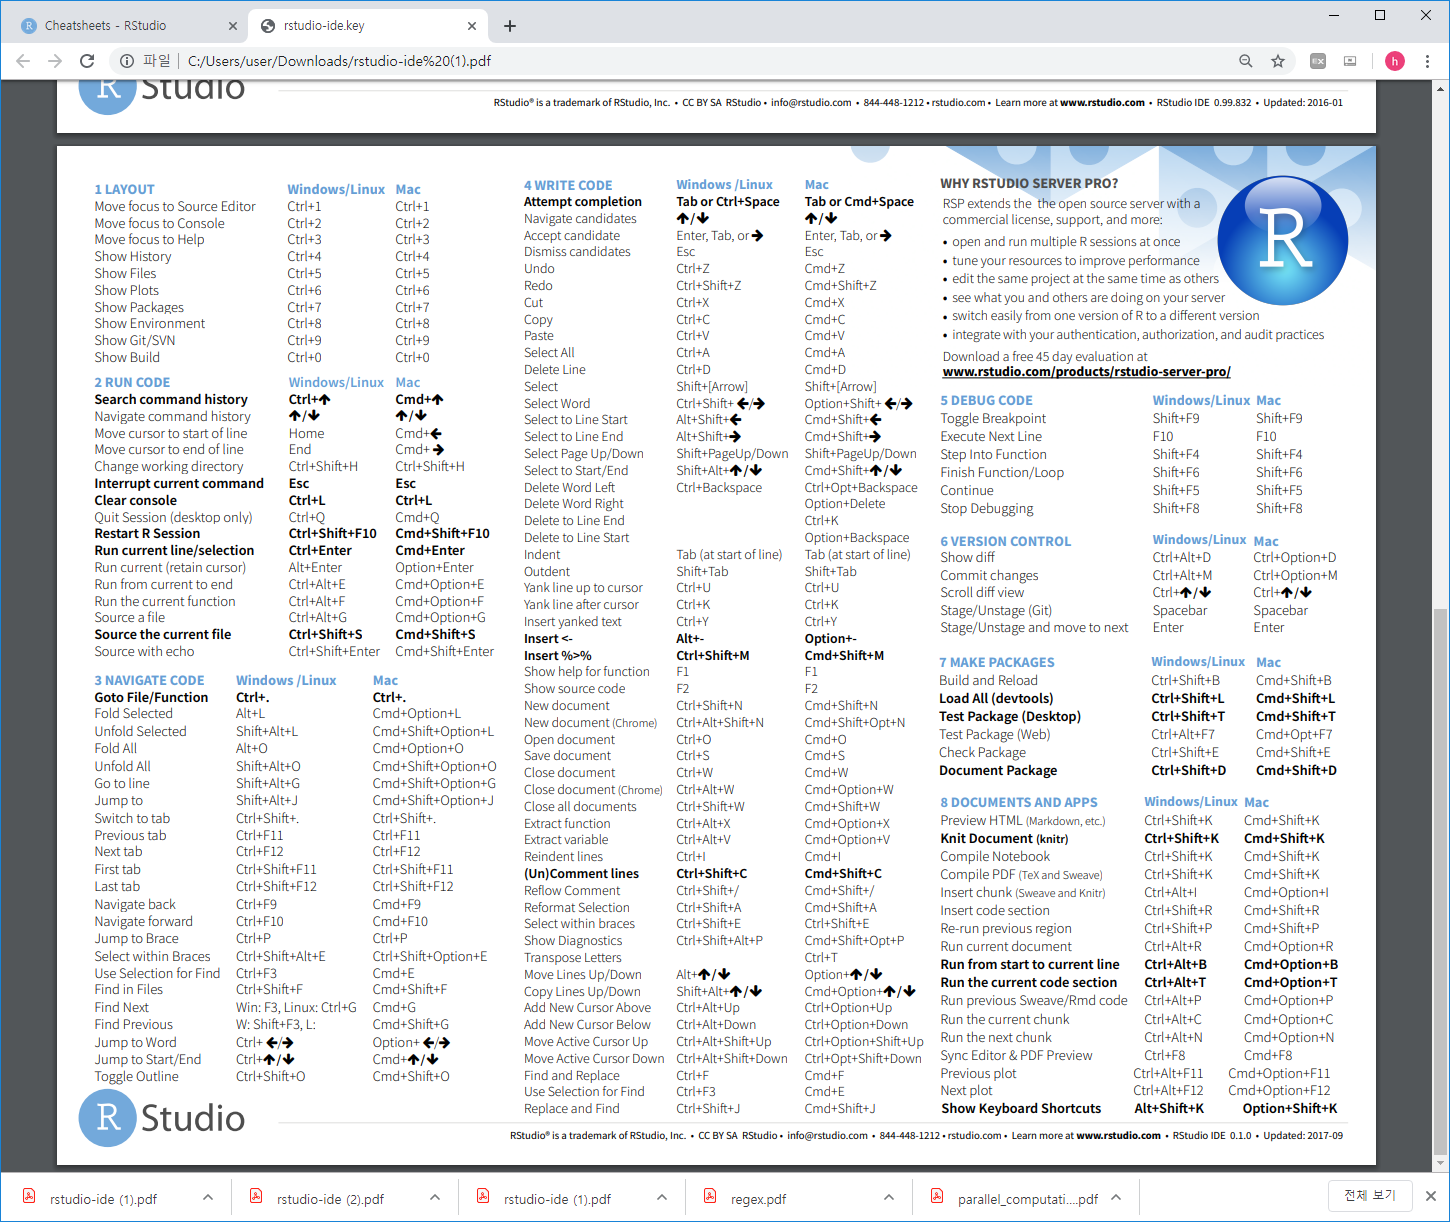 Cheatsheets - RStudio
rstudio-ide.key
파일 C:/Users/user/Downloads/rstudio-ide%20(1).pdf
EX
h
R Studio
RStudio® is a trademark of RStudio, Inc. • CC BY SA RStudio • info@rstudio.com • 844-448-1212 • rstudio.com • Learn more at www.rstudio.com • RStudio IDE 0.99.832 • Updated: 2016-01
1 LAYOUT Windows/Linux Mac
Move focus to Source Editor Ctrl+1 Ctrl+1
Move focus to Console Ctrl+2 Ctrl+2
Move focus to Help Ctrl+3 Ctrl+3
Show History Ctrl+4 Ctrl+4
Show Files Ctrl+5 Ctrl+5
Show Plots Ctrl+6 Ctrl+6
Show Packages Ctrl+7 Ctrl+7
Show Environment Ctrl+8 Ctrl+8
Show Git/SVN Ctrl+9 Ctrl+9
Show Build Ctrl+0 Ctrl+0
2 RUN CODE Windows/Linux Mac
Search command history Ctrl+↑ Cmd+↑
Navigate command history ↑/↓ ↑/↓
Move cursor to start of line Home Cmd+←
Move cursor to end of line End Cmd+ →
Change working directory Ctrl+Shift+H Ctrl+Shift+H
Interrupt current command Esc Esc
Clear console Ctrl+L Ctrl+L
Quit Session (desktop only) Ctrl+Q Cmd+Q
Restart R Session Ctrl+Shift+F10 Cmd+Shift+F10
Run current line/selection Ctrl+Enter Cmd+Enter
Run current (retain cursor) Alt+Enter Option+Enter
Run from current to end Ctrl+Alt+E Cmd+Option+E
Run the current function Ctrl+Alt+F Cmd+Option+F
Source a file Ctrl+Alt+G Cmd+Option+G
Source the current file Ctrl+Shift+S Cmd+Shift+S
Source with echo Ctrl+Shift+Enter Cmd+Shift+Enter
3 NAVIGATE CODE Windows /Linux Mac
Goto File/Function Ctrl+. Ctrl+.
Fold Selected Alt+L Cmd+Option+L
Unfold Selected Shift+Alt+L Cmd+Shift+Option+L
Fold All Alt+O Cmd+Option+O
Unfold All Shift+Alt+O Cmd+Shift+Option+O
Go to line Shift+Alt+G Cmd+Shift+Option+G
Jump to Shift+Alt+J Cmd+Shift+Option+J
Switch to tab Ctrl+Shift+. Ctrl+Shift+.
Previous tab Ctrl+F11 Ctrl+F11
Next tab Ctrl+F12 Ctrl+F12
First tab Ctrl+Shift+F11 Ctrl+Shift+F11
Last tab Ctrl+Shift+F12 Ctrl+Shift+F12
Navigate back Ctrl+F9 Cmd+F9
Navigate forward Ctrl+F10 Cmd+F10
Jump to Brace Ctrl+P Ctrl+P
Select within Braces Ctrl+Shift+Alt+E Ctrl+Shift+Option+E
Use Selection for Find Ctrl+F3 Cmd+E
Find in Files Ctrl+Shift+F Cmd+Shift+F
Find Next Win: F3, Linux: Ctrl+G Cmd+G
Find Previous W: Shift+F3, L: Cmd+Shift+G
Jump to Word Ctrl+ ←/→ Option+ ←/→
Jump to Start/End Ctrl+↑/↓ Cmd+↑/↓
Toggle Outline Ctrl+Shift+O Cmd+Shift+O
4 WRITE CODE Windows /Linux Mac
Attempt completion Tab or Ctrl+Space Tab or Cmd+Space
Navigate candidates ↑/↓ ↑/↓
Accept candidate Enter, Tab, or → Enter, Tab, or →
Dismiss candidates Esc Esc
Undo Ctrl+Z Cmd+Z
Redo Ctrl+Shift+Z Cmd+Shift+Z
Cut Ctrl+X Cmd+X
Copy Ctrl+C Cmd+C
Paste Ctrl+V Cmd+V
Select All Ctrl+A Cmd+A
Delete Line Ctrl+D Cmd+D
Select Shift+[Arrow] Shift+[Arrow]
Select Word Ctrl+Shift+ ←/→ Option+Shift+ ←/→
Select to Line Start Alt+Shift+← Cmd+Shift+←
Select to Line End Alt+Shift+→ Cmd+Shift+→
Select Page Up/Down Shift+PageUp/Down Shift+PageUp/Down
Select to Start/End Shift+Alt+↑/↓ Cmd+Shift+↑/↓
Delete Word Left Ctrl+Backspace Ctrl+Opt+Backspace
Delete Word Right Option+Delete
Delete to Line End Ctrl+K
Delete to Line Start Option+Backspace
Indent Tab (at start of line) Tab (at start of line)
Outdent Shift+Tab Shift+Tab
Yank line up to cursor Ctrl+U Ctrl+U
Yank line after cursor Ctrl+K Ctrl+K
Insert yanked text Ctrl+Y Ctrl+Y
Insert <- Alt+- Option+-
Insert %>% Ctrl+Shift+M Cmd+Shift+M
Show help for function F1 F1
Show source code F2 F2
New document Ctrl+Shift+N Cmd+Shift+N
New document (Chrome) Ctrl+Alt+Shift+N Cmd+Shift+Opt+N
Open document Ctrl+O Cmd+O
Save document Ctrl+S Cmd+S
Close document Ctrl+W Cmd+W
Close document (Chrome) Ctrl+Alt+W Cmd+Option+W
Close all documents Ctrl+Shift+W Cmd+Shift+W
Extract function Ctrl+Alt+X Cmd+Option+X
Extract variable Ctrl+Alt+V Cmd+Option+V
Reindent lines Ctrl+I Cmd+I
(Un)Comment lines Ctrl+Shift+C Cmd+Shift+C
Reflow Comment Ctrl+Shift+/ Cmd+Shift+/
Reformat Selection Ctrl+Shift+A Cmd+Shift+A
Select within braces Ctrl+Shift+E Ctrl+Shift+E
Show Diagnostics Ctrl+Shift+Alt+P Cmd+Shift+Opt+P
Transpose Letters Ctrl+T
Move Lines Up/Down Alt+↑/↓ Option+↑/↓
Copy Lines Up/Down Shift+Alt+↑/↓ Cmd+Option+↑/↓
Add New Cursor Above Ctrl+Alt+Up Ctrl+Option+Up
Add New Cursor Below Ctrl+Alt+Down Ctrl+Option+Down
Move Active Cursor Up Ctrl+Alt+Shift+Up Ctrl+Option+Shift+Up
Move Active Cursor Down Ctrl+Alt+Shift+Down Ctrl+Opt+Shift+Down
Find and Replace Ctrl+F Cmd+F
Use Selection for Find Ctrl+F3 Cmd+E
Replace and Find Ctrl+Shift+J Cmd+Shift+J
WHY RSTUDIO SERVER PRO?
RSP extends the the open source server with a
commercial license, support, and more:
• open and run multiple R sessions at once
• tune your resources to improve performance
• edit the same project at the same time as others
• see what you and others are doing on your server
• switch easily from one version of R to a different version
• integrate with your authentication, authorization, and audit practices
Download a free 45 day evaluation at
www.rstudio.com/products/rstudio-server-pro/
R
5 DEBUG CODE Windows/Linux Mac
Toggle Breakpoint Shift+F9 Shift+F9
Execute Next Line F10 F10
Step Into Function Shift+F4 Shift+F4
Finish Function/Loop Shift+F6 Shift+F6
Continue Shift+F5 Shift+F5
Stop Debugging Shift+F8 Shift+F8
6 VERSION CONTROL Windows/Linux Mac
Show diff Ctrl+Alt+D Ctrl+Option+D
Commit changes Ctrl+Alt+M Ctrl+Option+M
Scroll diff view Ctrl+↑/↓ Ctrl+↑/↓
Stage/Unstage (Git) Spacebar Spacebar
Stage/Unstage and move to next Enter Enter
7 MAKE PACKAGES Windows/Linux Mac
Build and Reload Ctrl+Shift+B Cmd+Shift+B
Load All (devtools) Ctrl+Shift+L Cmd+Shift+L
Test Package (Desktop) Ctrl+Shift+T Cmd+Shift+T
Test Package (Web) Ctrl+Alt+F7 Cmd+Opt+F7
Check Package Ctrl+Shift+E Cmd+Shift+E
Document Package Ctrl+Shift+D Cmd+Shift+D
8 DOCUMENTS AND APPS Windows/Linux Mac
Preview HTML (Markdown, etc.) Ctrl+Shift+K Cmd+Shift+K
Knit Document (knitr) Ctrl+Shift+K Cmd+Shift+K
Compile Notebook Ctrl+Shift+K Cmd+Shift+K
Compile PDF (TeX and Sweave) Ctrl+Shift+K Cmd+Shift+K
Insert chunk (Sweave and Knitr) Ctrl+Alt+I Cmd+Option+I
Insert code section Ctrl+Shift+R Cmd+Shift+R
Re-run previous region Ctrl+Shift+P Cmd+Shift+P
Run current document Ctrl+Alt+R Cmd+Option+R
Run from start to current line Ctrl+Alt+B Cmd+Option+B
Run the current code section Ctrl+Alt+T Cmd+Option+T
Run previous Sweave/Rmd code Ctrl+Alt+P Cmd+Option+P
Run the current chunk Ctrl+Alt+C Cmd+Option+C
Run the next chunk Ctrl+Alt+N Cmd+Option+N
Sync Editor & PDF Preview Ctrl+F8 Cmd+F8
Previous plot Ctrl+Alt+F11 Cmd+Option+F11
Next plot Ctrl+Alt+F12 Cmd+Option+F12
Show Keyboard Shortcuts Alt+Shift+K Option+Shift+K
R Studio
RStudio® is a trademark of RStudio, Inc. • CC BY SA RStudio • info@rstudio.com • 844-448-1212 • rstudio.com • Learn more at www.rstudio.com • RStudio IDE 0.1.0 • Updated: 2017-09
rstudio-ide (1).pdf
rstudio-ide (2).pdf
rstudio-ide (1).pdf
regex.pdf
parallel_computati....pdf
전체 보기